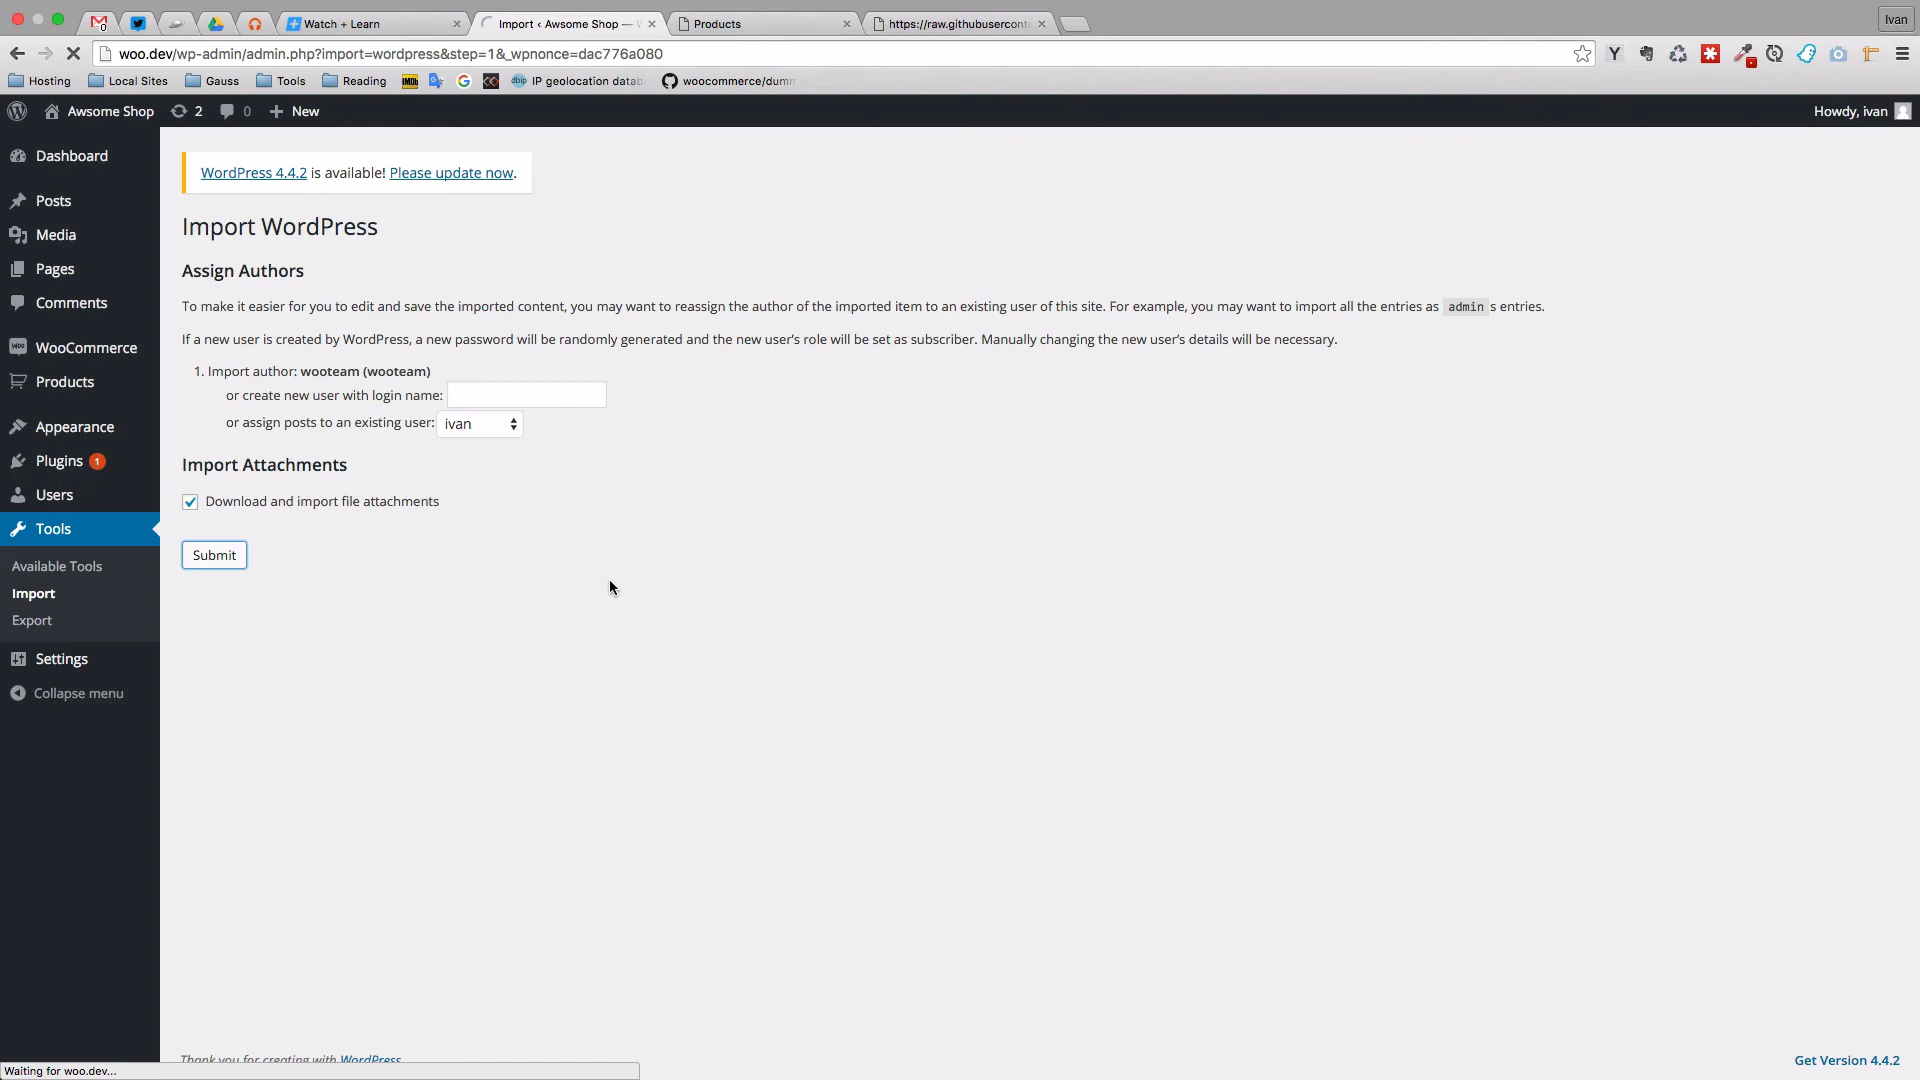 Watch + Learn
Import ‹ Awsome Shop —
Products
https://raw.githubuserconte
Ivan
woo.dev/wp-admin/admin.php?import=wordpress&step=1&_wpnonce=dac776a080
Hosting
Local Sites
Gauss
Tools
Reading
IMDb
IP geolocation datab
woocommerce/dumm
Awsome Shop
2
0
New
Howdy, ivan
Dashboard
Posts
Media
Pages
Comments
WooCommerce
Products
Appearance
Plugins 1
Users
Tools
Available Tools
Import
Export
Settings
Collapse menu
WordPress 4.4.2 is available! Please update now.
Import WordPress
Assign Authors
To make it easier for you to edit and save the imported content, you may want to reassign the author of the imported item to an existing user of this site. For example, you may want to import all the entries as admin s entries.
If a new user is created by WordPress, a new password will be randomly generated and the new user's role will be set as subscriber. Manually changing the new user's details will be necessary.
1. Import author: wooteam (wooteam)
or create new user with login name:
or assign posts to an existing user: ivan
Import Attachments
Download and import file attachments
Submit
Thank you for creating with WordPress
Get Version 4.4.2
Waiting for woo.dev...